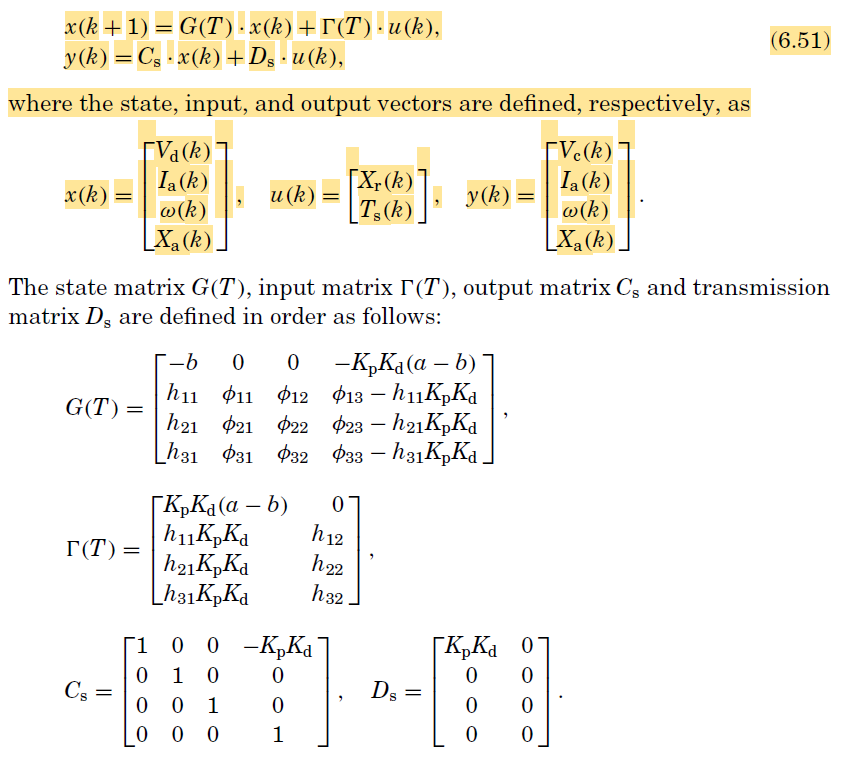 x(k + 1) = G(T) · x(k) + Γ(T) · u(k),
y(k) = C_s · x(k) + D_s · u(k),
(6.51)
where the state, input, and output vectors are defined, respectively, as
x(k) = [V_d(k) I_a(k) ω(k) X_a(k)], u(k) = [X_r(k) T_s(k)], y(k) = [V_c(k) I_a(k) ω(k) X_a(k)].
The state matrix G(T), input matrix Γ(T), output matrix C_s and transmission
matrix D_s are defined in order as follows:
G(T) =
[−b 0 0 −K_pK_d(a − b)
h_11 ϕ_11 ϕ_12 ϕ_13 − h_11K_pK_d
h_21 ϕ_21 ϕ_22 ϕ_23 − h_21K_pK_d
h_31 ϕ_31 ϕ_32 ϕ_33 − h_31K_pK_d],
Γ(T) =
[K_pK_d(a − b) 0
h_11K_pK_d h_12
h_21K_pK_d h_22
h_31K_pK_d h_32],
C_s =
[1 0 0 −K_pK_d
0 1 0 0
0 0 1 0
0 0 0 1],
D_s =
[K_pK_d 0
0 0
0 0
0 0].